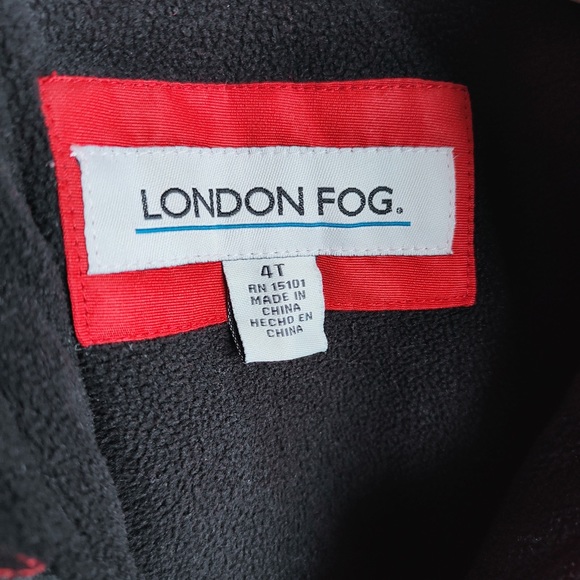 LONDON FOG®
4T
RN 15101
MADE IN
CHINA
HECHO EN
CHINA